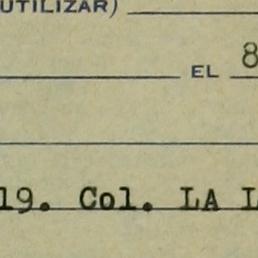 UTILIZAR)
EL 8
19. Col. LA L